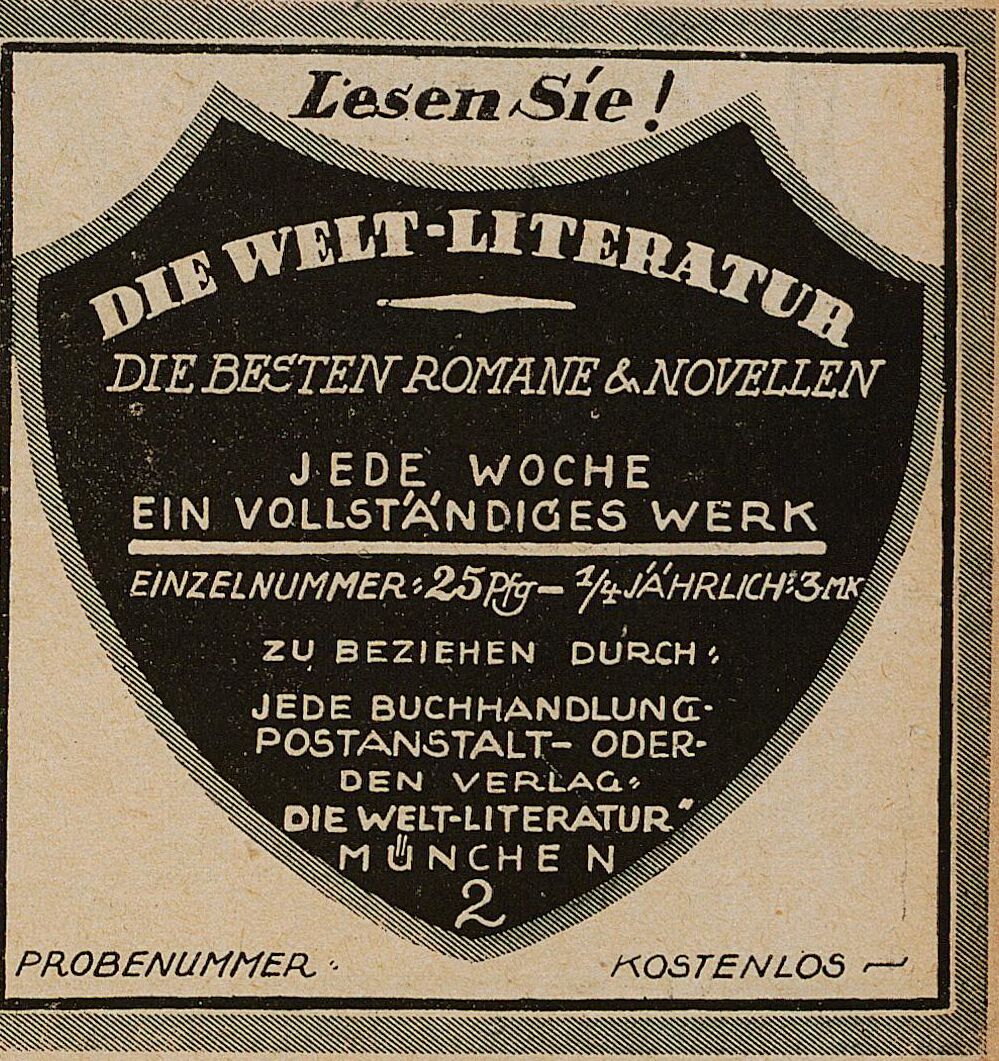 Lesen Sie!
DIE WELT-LITERATUR
DIE BESTEN ROMANE & NOVELLEN
JEDE WOCHE
EIN VOLLSTÄNDIGES WERK
EINZELNUMMER: 25 Pfg - 1/4 JÄHRLICH: 3 MK
ZU BEZIEHEN DURCH:
JEDE BUCHHANDLUNG-
POSTANSTALT- ODER-
DEN VERLAG:
DIE WELT-LITERATUR"
MÜNCHEN
2
PROBENUMMER: KOSTENLOS ~